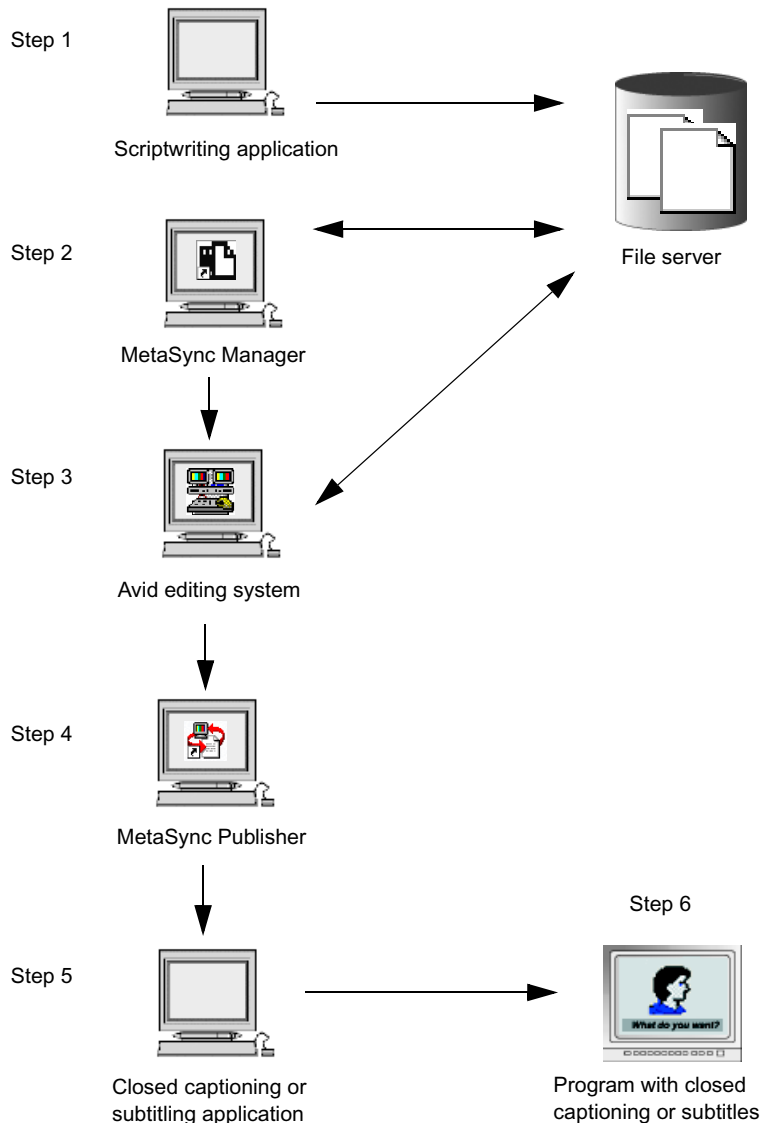 Step 1
Scriptwriting application
File server
Step 2
MetaSync Manager
Step 3
Avid editing system
Step 4
MetaSync Publisher
Step 5
Closed captioning or
subtitling application
Step 6
What do you want?
Program with closed
captioning or subtitles